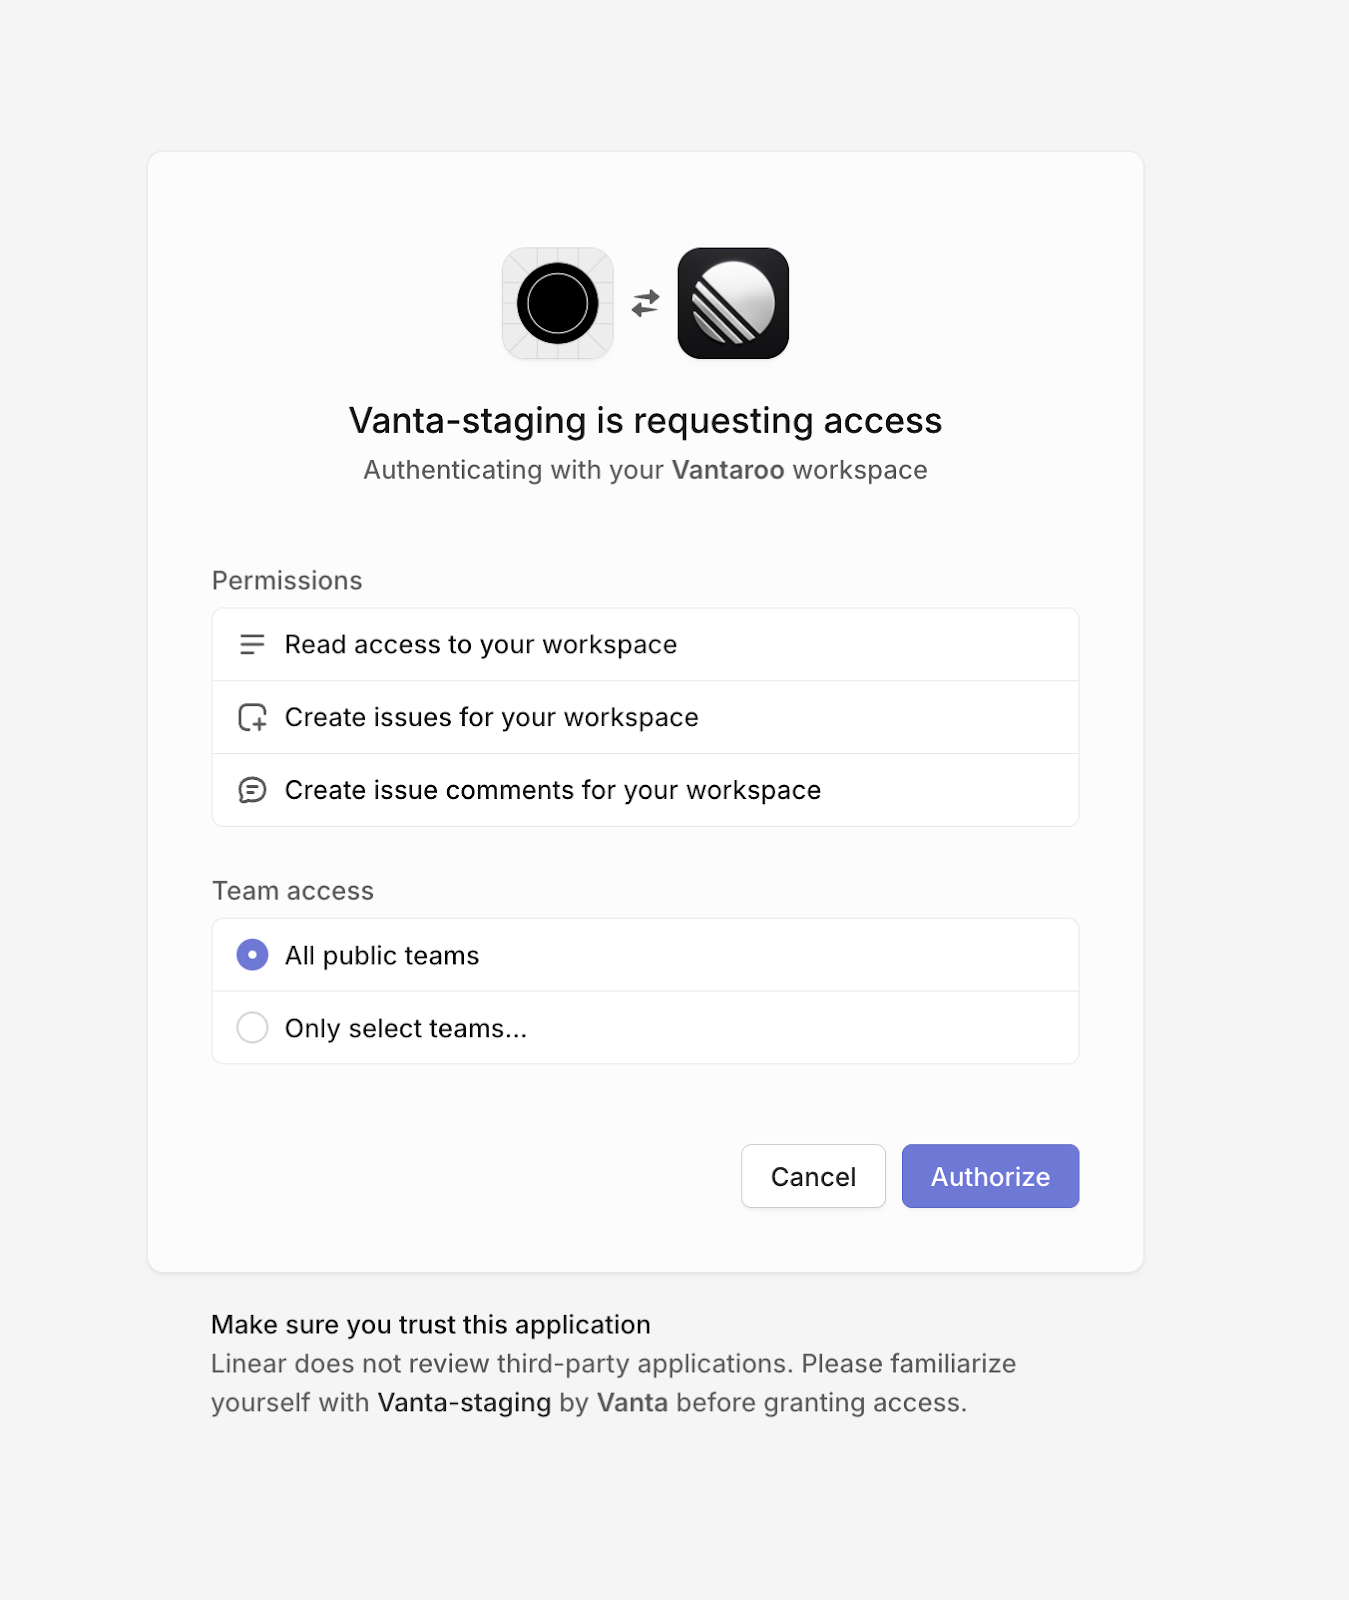 Vanta-staging is requesting access
Authenticating with your Vantaroo workspace
Permissions
Read access to your workspace
Create issues for your workspace
Create issue comments for your workspace
Team access
All public teams
Only select teams...
Cancel
Authorize
Make sure you trust this application
Linear does not review third-party applications. Please familiarize
yourself with Vanta-staging by Vanta before granting access.